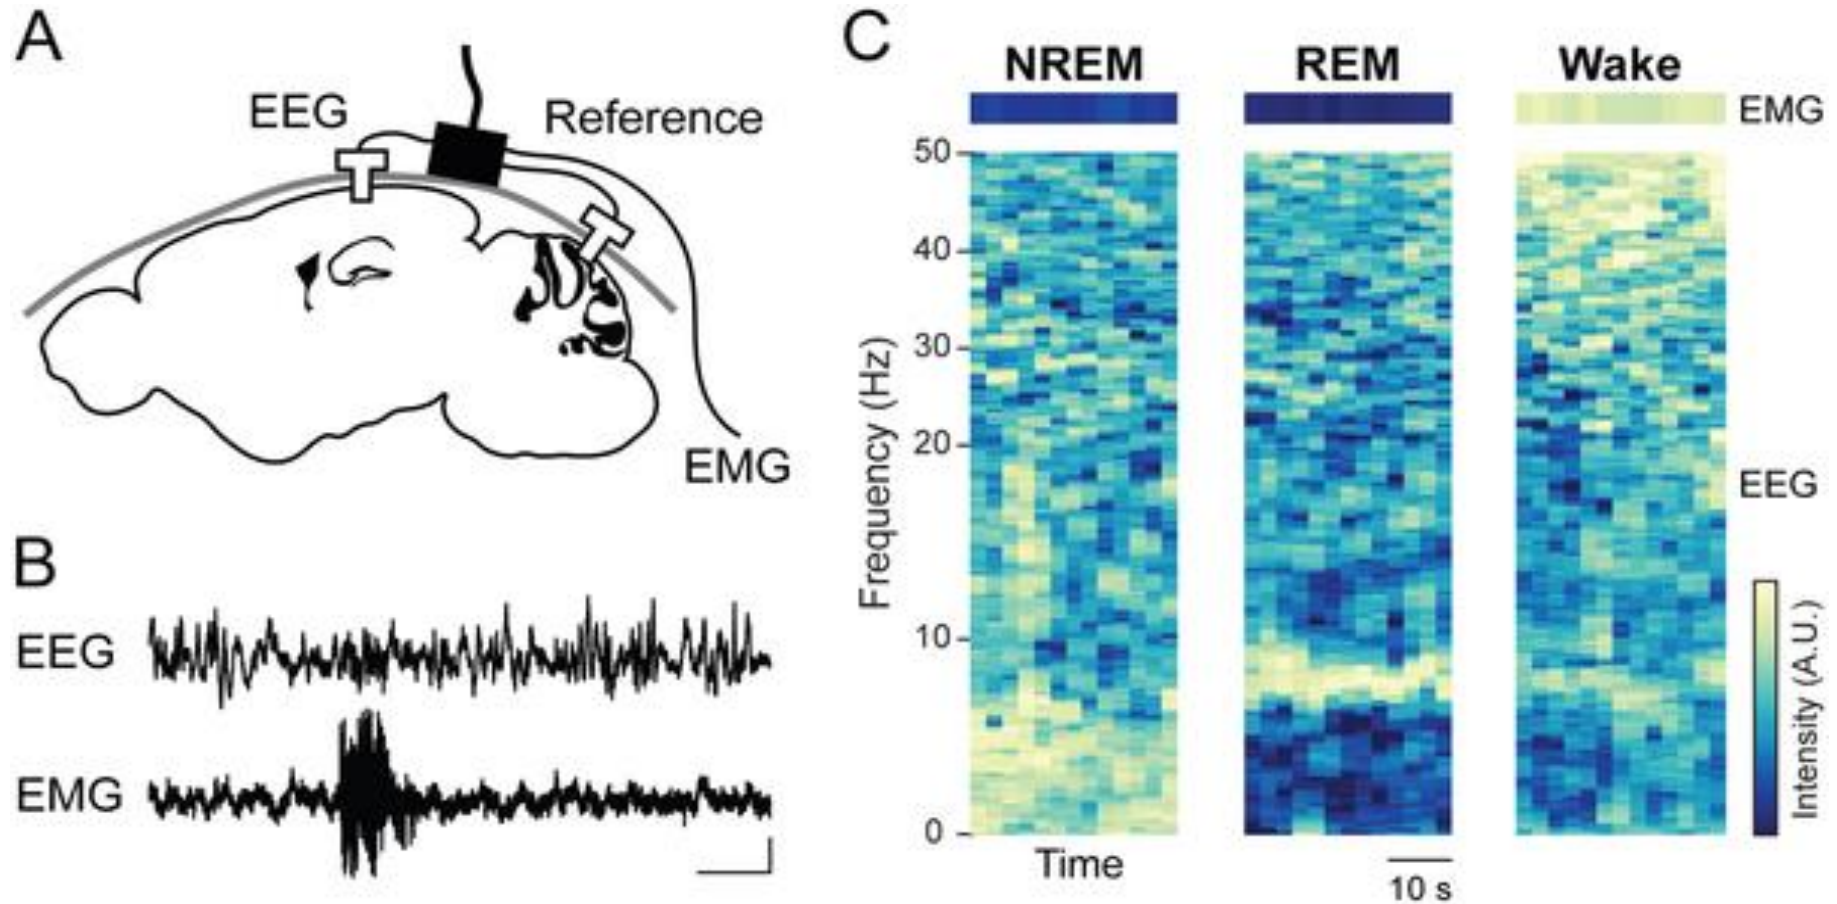 A
EEG
Reference
EMG
B
EEG
EMG
C
NREM
REM
Wake
EMG
50
40
30
20
10
0
Frequency (Hz)
Time
10 s
EEG
Intensity (A.U.)